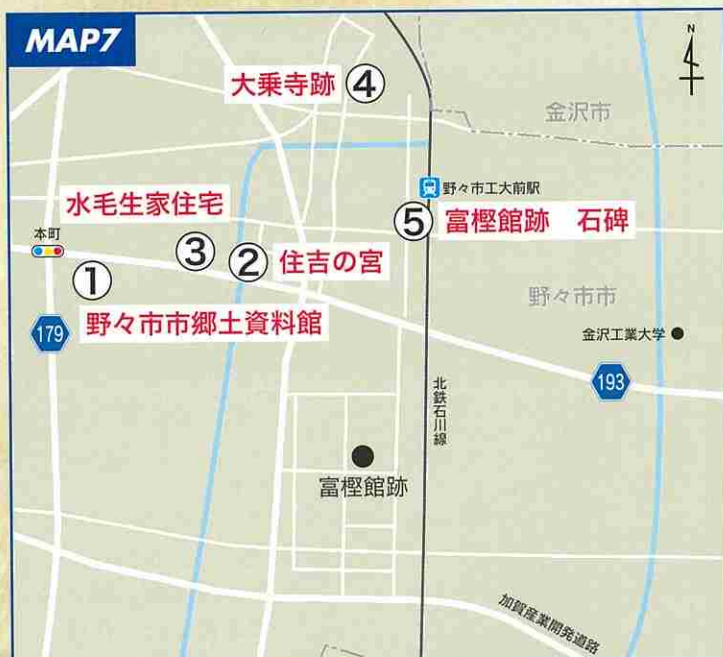 MAP7
N
大乗寺跡 ④
金沢市
野々市工大前駅
水毛生家住宅
⑤ 富樫館跡 石碑
本町
③ ② 住吉の宮
①
野々市市
野々市市郷土資料館
179
金沢工業大学
193
北鉄石川線
富樫館跡
加賀産業開発道路